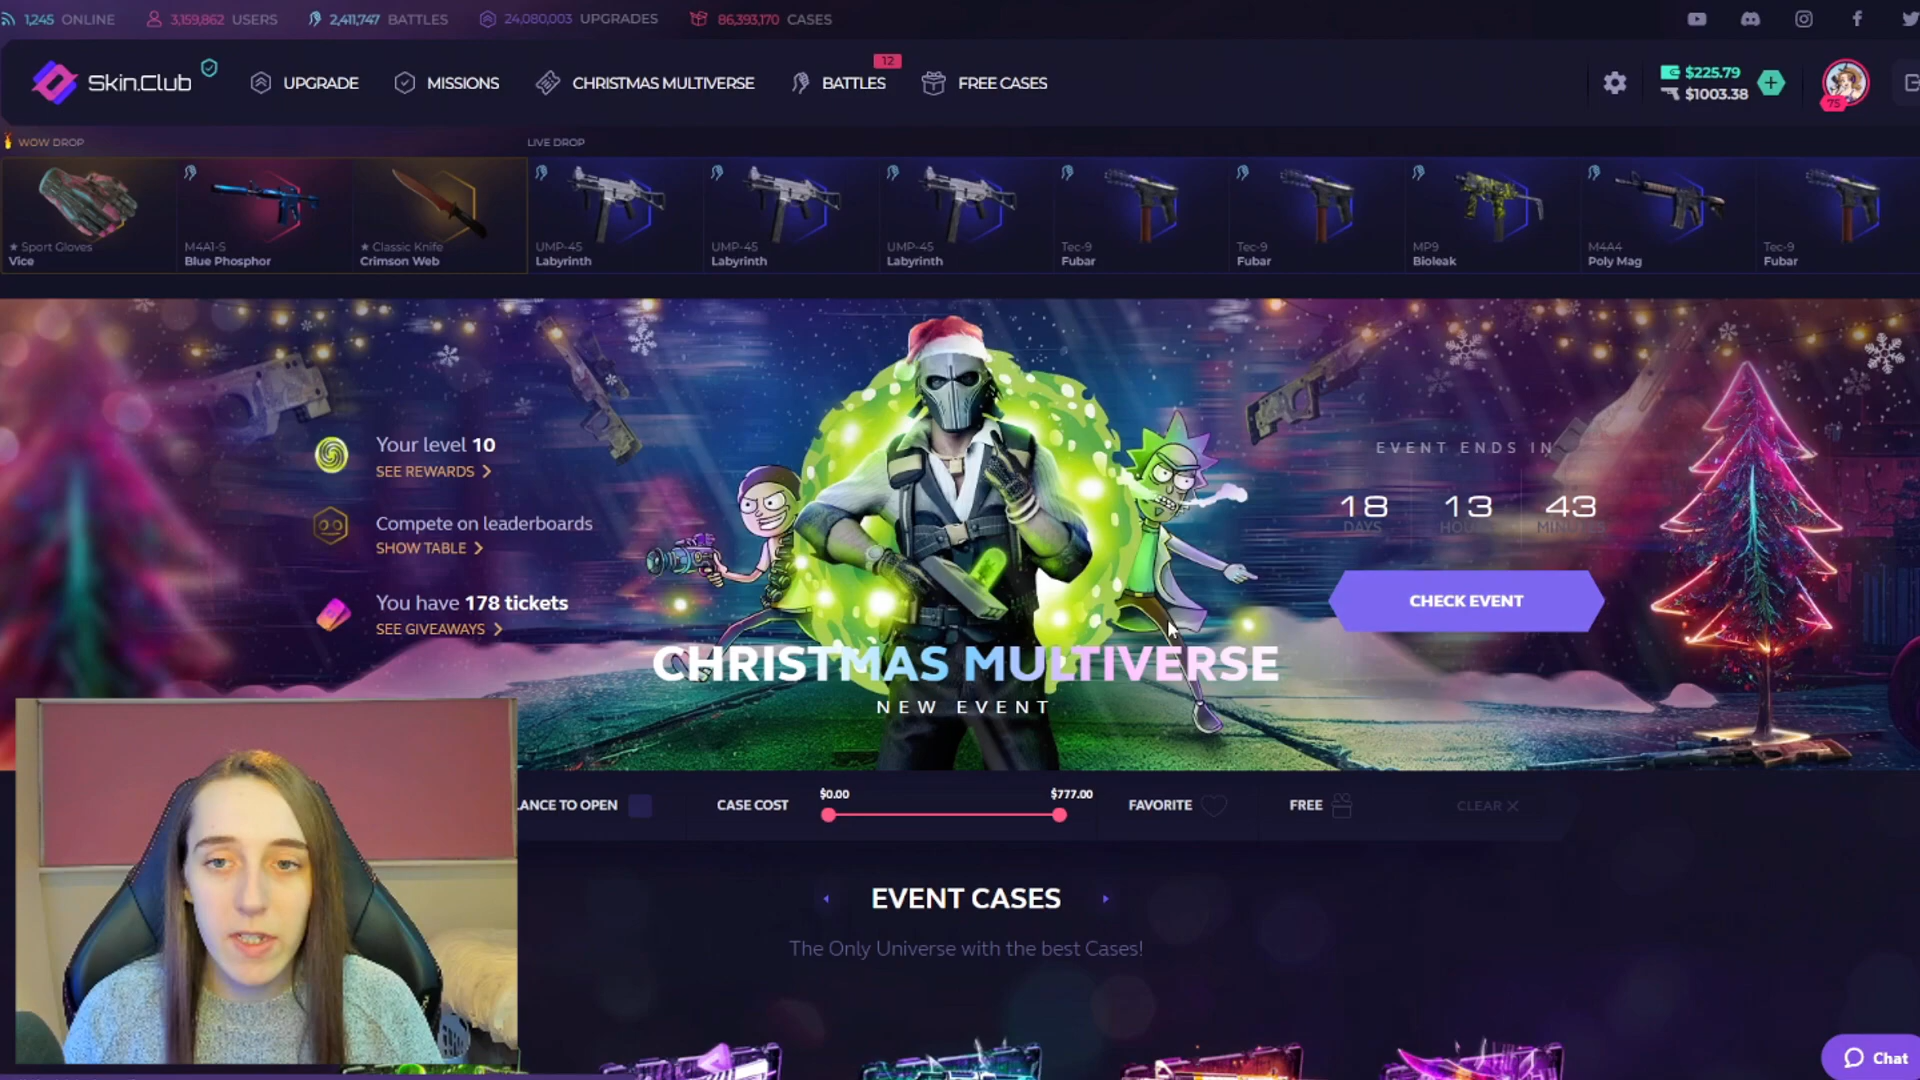 1,245 ONLINE
3,159,862 USERS
2,411,747 BATTLES
24,080,003 UPGRADES
86,393,170 CASES
Skin.Club
UPGRADE
MISSIONS
CHRISTMAS MULTIVERSE
BATTLES
12
FREE CASES
$225.79
$1003.38
75
WOW DROP
LIVE DROP
★ Sport Gloves
Vice
M4A1-S
Blue Phosphor
★ Classic Knife
Crimson Web
UMP-45
Labyrinth
UMP-45
Labyrinth
UMP-45
Labyrinth
Tec-9
Fubar
Tec-9
Fubar
MP9
Bioleak
M4A4
Poly Mag
Tec-9
Fubar
Your level 10
SEE REWARDS
Compete on leaderboards
SHOW TABLE
You have 178 tickets
SEE GIVEAWAYS
EVENT ENDS IN
18 13 43
DAYS HOURS MINUTES
CHECK EVENT
CHRISTMAS MULTIVERSE
NEW EVENT
LANCE TO OPEN
CASE COST
$0.00
$777.00
FAVORITE
FREE
CLEAR
EVENT CASES
The Only Universe with the best Cases!
Chat